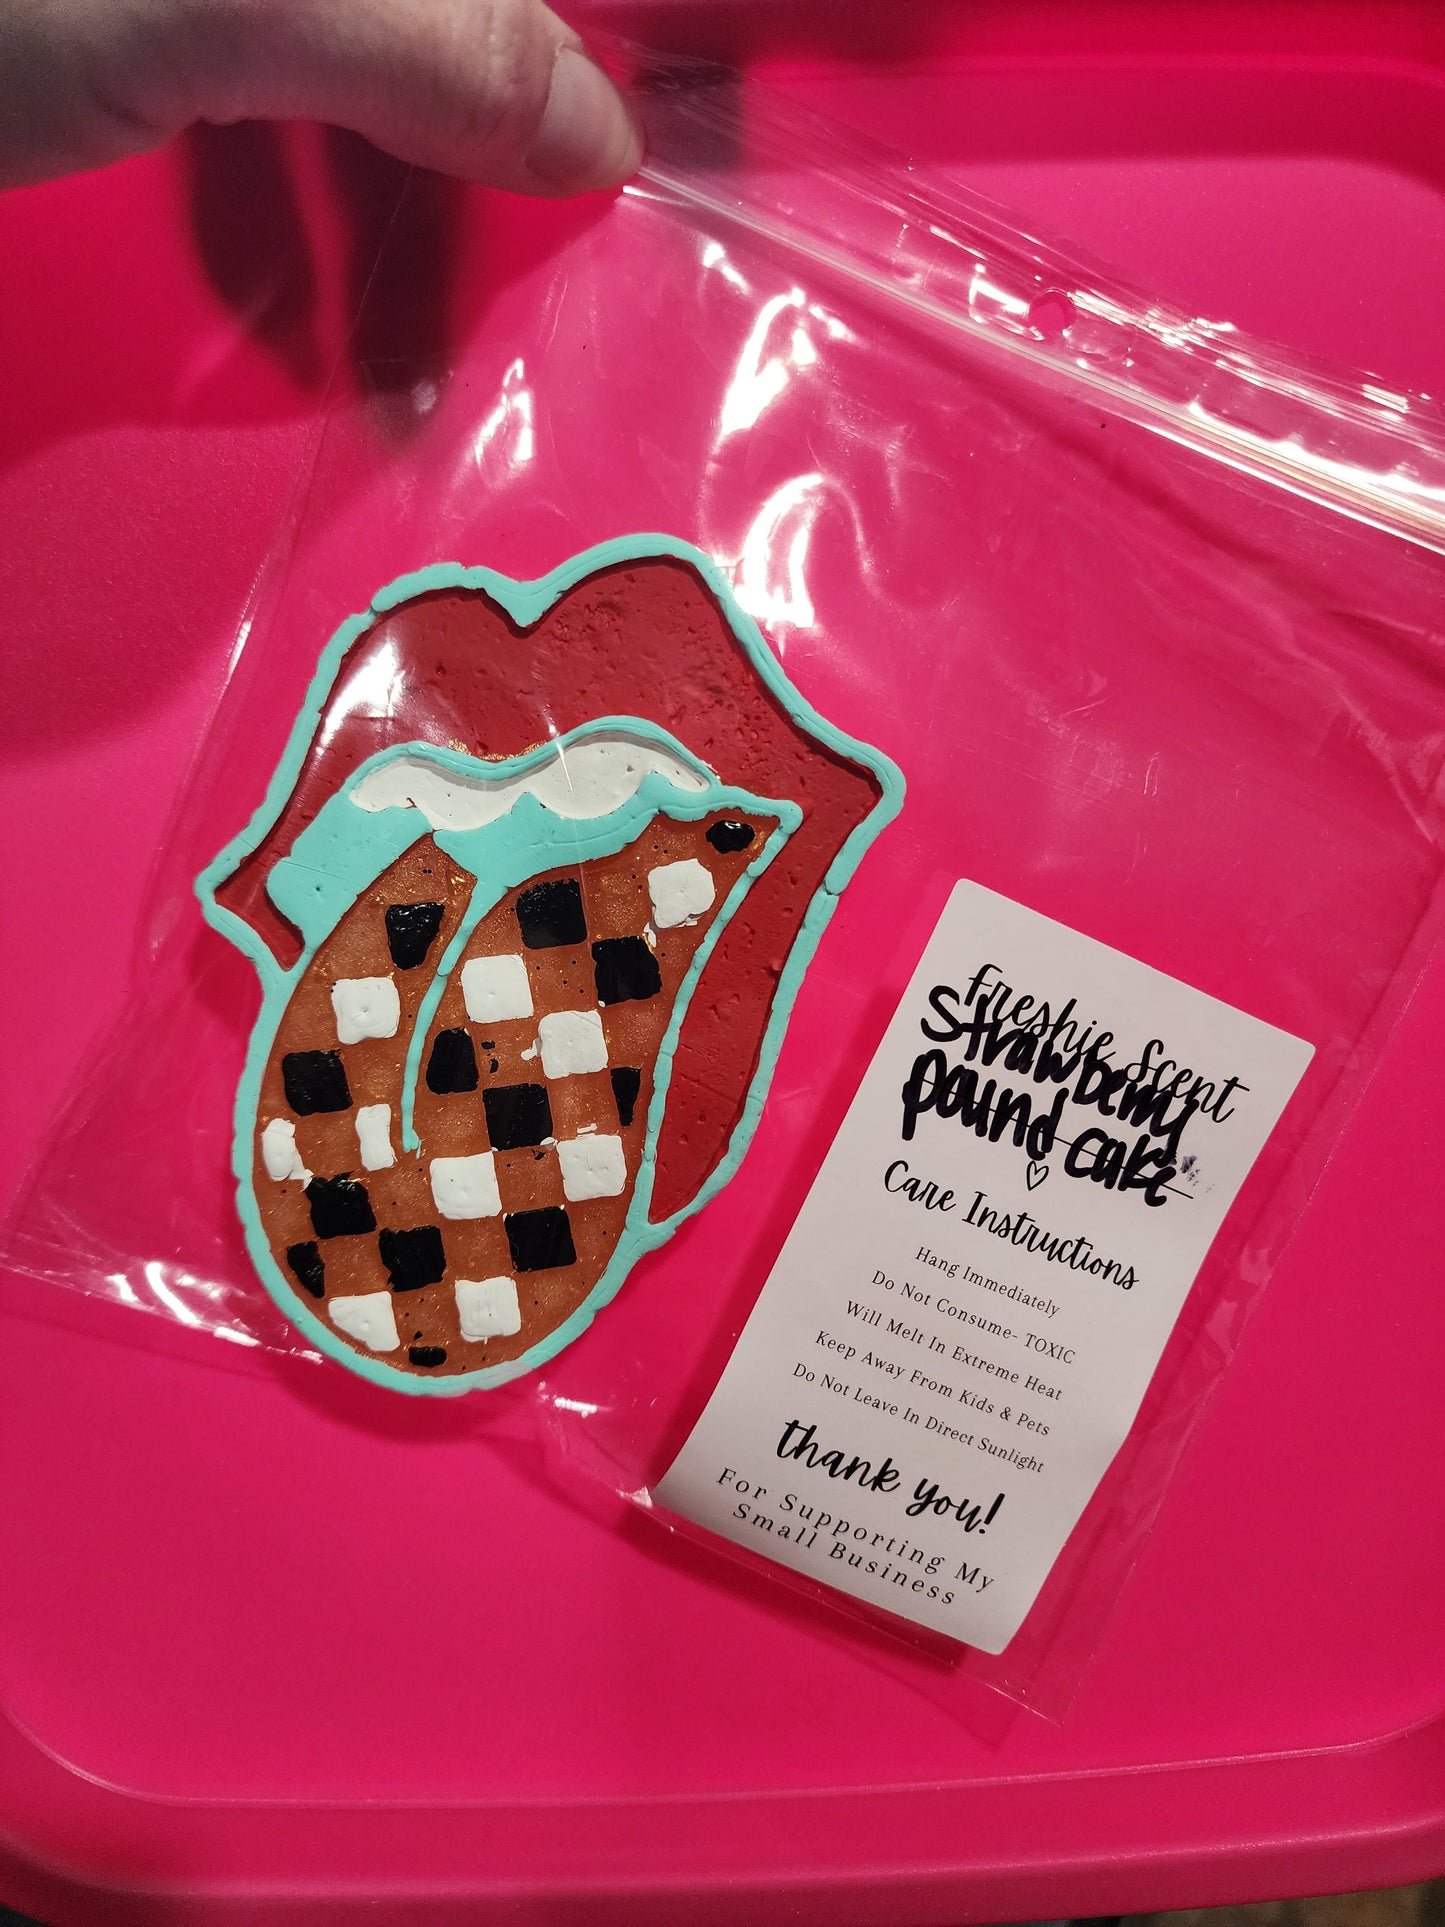 Freshie Scent
Strawberry
pound cake
Care Instructions
Hang Immediately
Do Not Consume- TOXIC
Will Melt In Extreme Heat
Keep Away From Kids & Pets
Do Not Leave In Direct Sunlight
thank you!
For Supporting My
Small Business